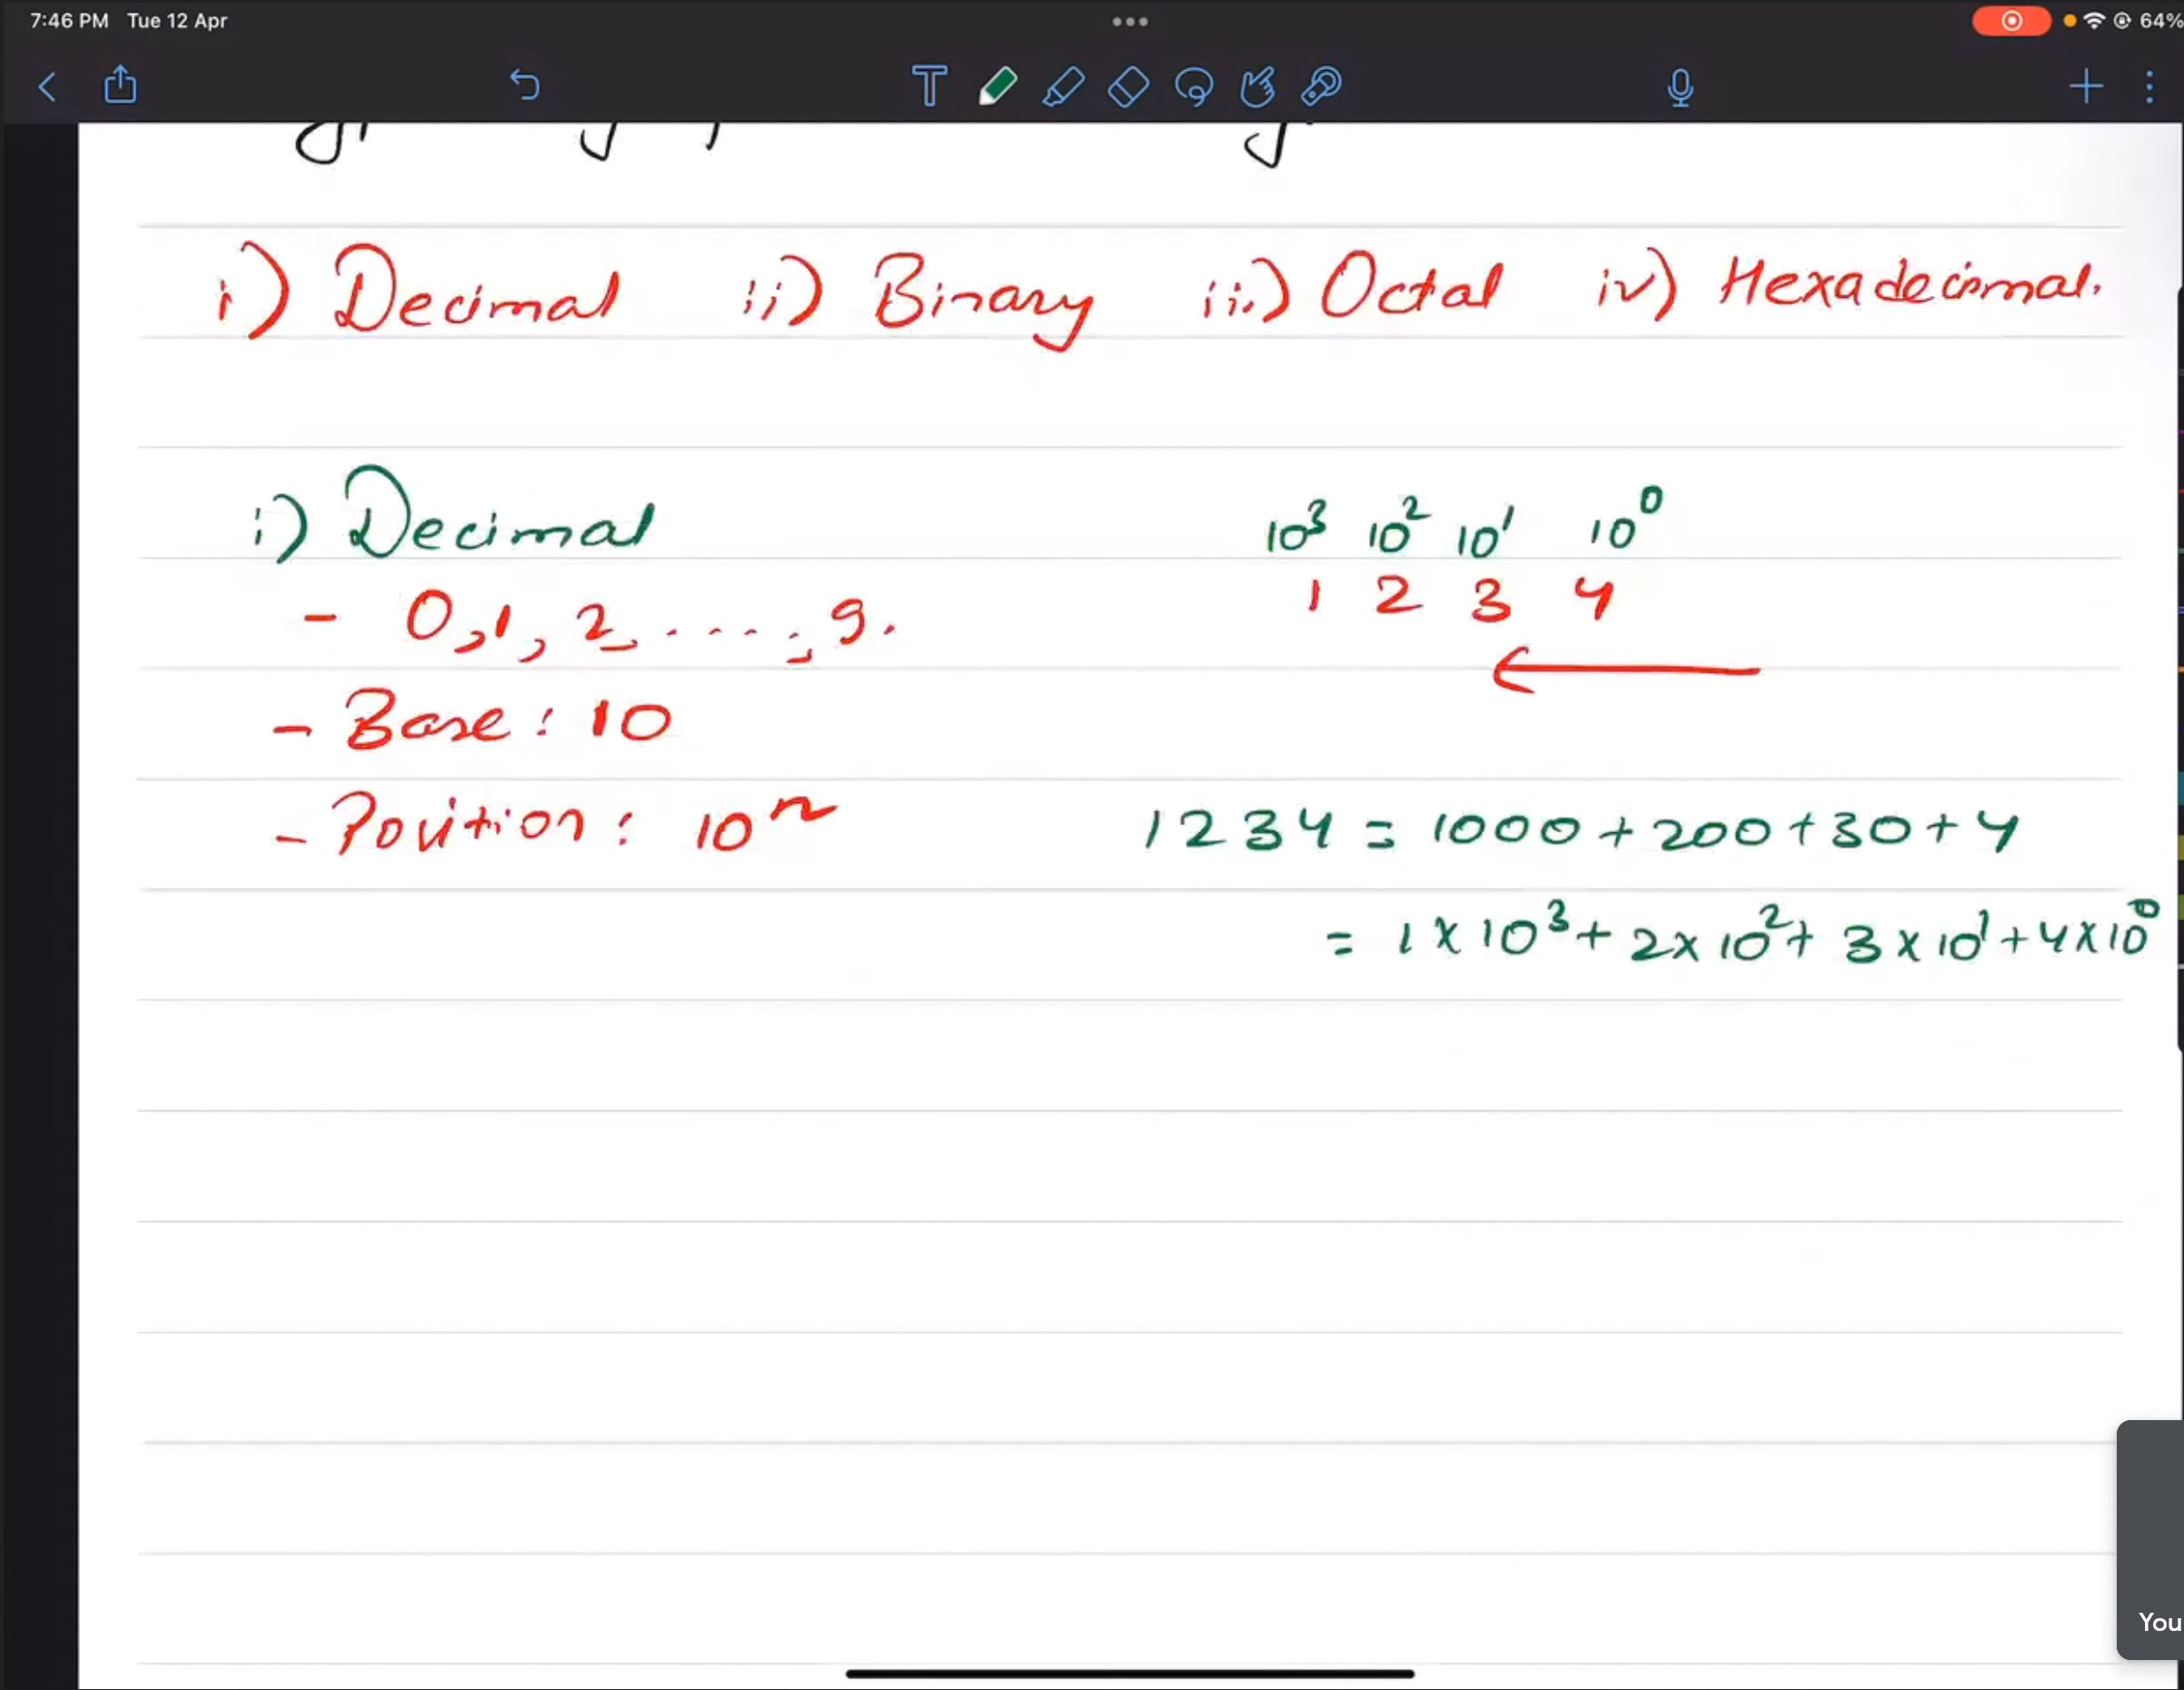 7:46 PM Tue 12 Apr 64%
i) Decimal ii) Binary iii) Octal iv) Hexadecimal.
i) Decimal 10³ 10² 10¹ 10⁰
- 0, 1, 2, ....., 9. 1 2 3 4
- Base : 10
- Position : 10ⁿ 1234 = 1000 + 200 + 30 + 4
= 1 x 10³ + 2 x 10² + 3 x 10¹ + 4 x 10⁰
You